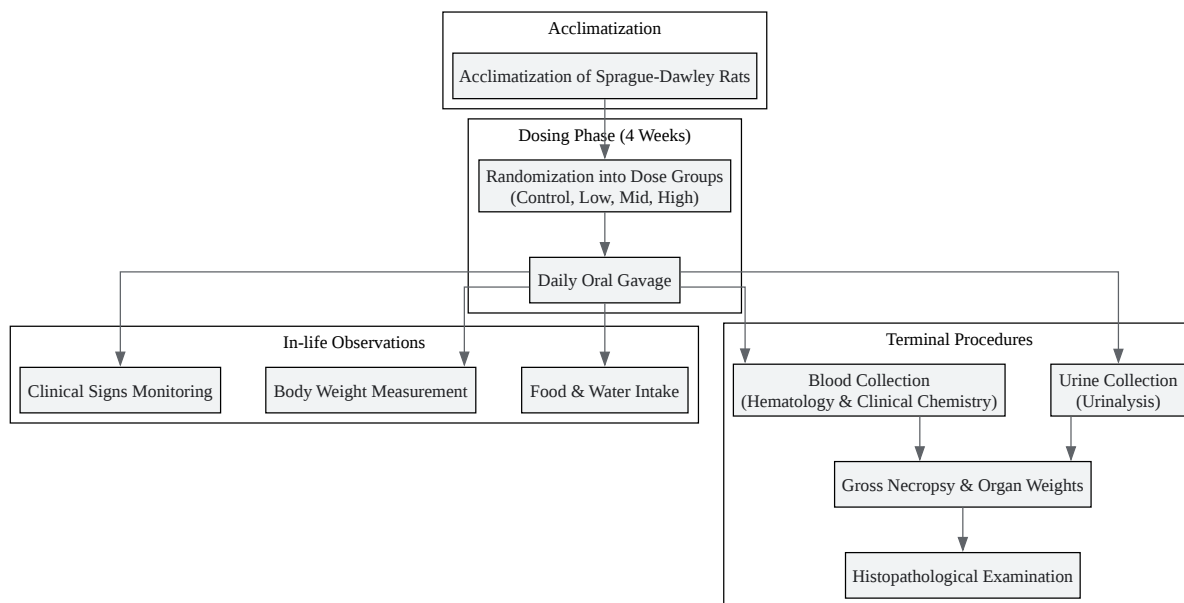 Acclimatization
Acclimatization of Sprague-Dawley Rats
Dosing Phase (4 Weeks)
Randomization into Dose Groups
(Control, Low, Mid, High)
Daily Oral Gavage
In-life Observations
Clinical Signs Monitoring
Body Weight Measurement
Food & Water Intake
Terminal Procedures
Blood Collection
(Hematology & Clinical Chemistry)
Urine Collection
(Urinalysis)
Gross Necropsy & Organ Weights
Histopathological Examination